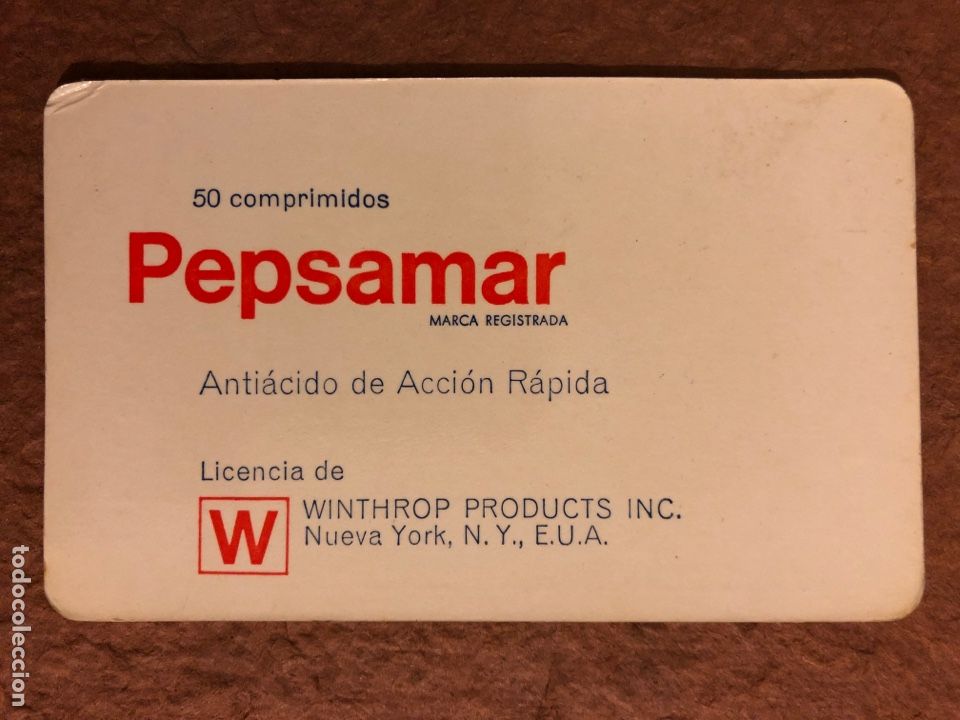 50 comprimidos
Pepsamar
MARCA REGISTRADA
Antiácido de Acción Rápida
Licencia de
W
WINTHROP PRODUCTS INC.
Nueva York, N.Y., E.U.A.
todocoleccion